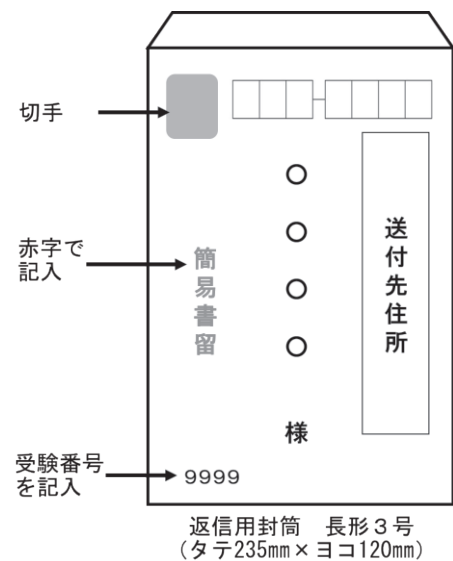 切手
送付先住所
〇〇〇〇 様
赤字で
記入
簡易書留
受験番号
を記入
9999
返信用封筒 長形３号
（タテ235㎜×ヨコ120㎜）